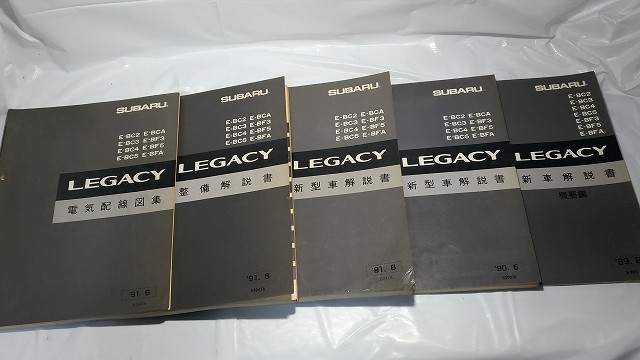 SUBARU
E-BC2 E-BCA
E-BC3 E-BF3
E-BC4 E-BF5
E-BC5 E-BFA
LEGACY
電気配線図集
'91. 6
SUBARU
E-BC2 E-BCA
E-BC3 E-BF3
E-BC4 E-BF5
E-BC5 E-BFA
LEGACY
整備解説書
'91. 6
SUBARU
E-BC2 E-BCA
E-BC3 E-BF3
E-BC4 E-BF5
E-BC5 E-BFA
LEGACY
新型車解説書
'91. 6
SUBARU
E-BC2 E-BCA
E-BC3 E-BF3
E-BC4 E-BF5
E-BC5 E-BFA
LEGACY
新型車解説書
'90. 5
SUBARU
E-BC2
E-BC3
E-BC4
E-BC5
E-BF3
E-BF5
E-BFA
LEGACY
新車解説書
概要編